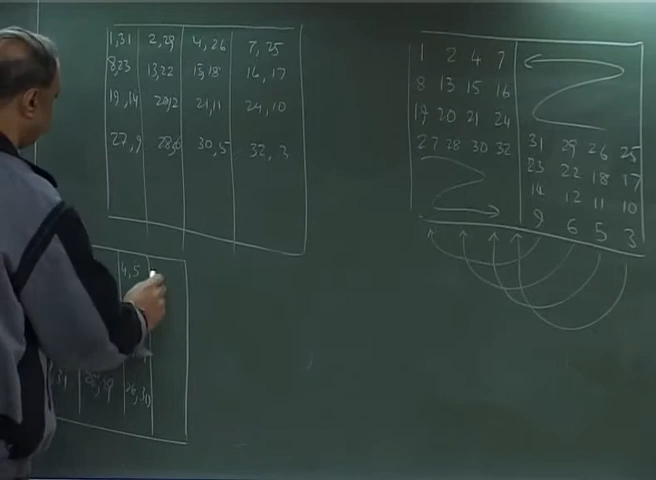 1,31 2,29 4,26 7,25
8,23 13,22 15,18 16,17
19,14 20,12 21,11 24,10
27,9 28,6 30,5 32,3
1 2 4 7
8 13 15 16
19 20 21 24
27 28 30 32
31 29 26 25
23 22 18 17
14 12 11 10
9 6 5 3
4,5
31 26,30